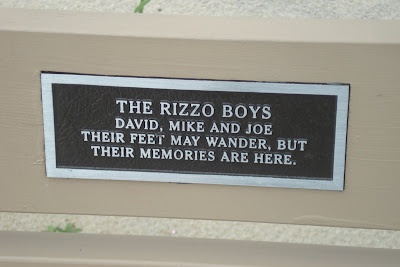 THE RIZZO BOYS
DAVID, MIKE AND JOE
THEIR FEET MAY WANDER, BUT
THEIR MEMORIES ARE HERE.